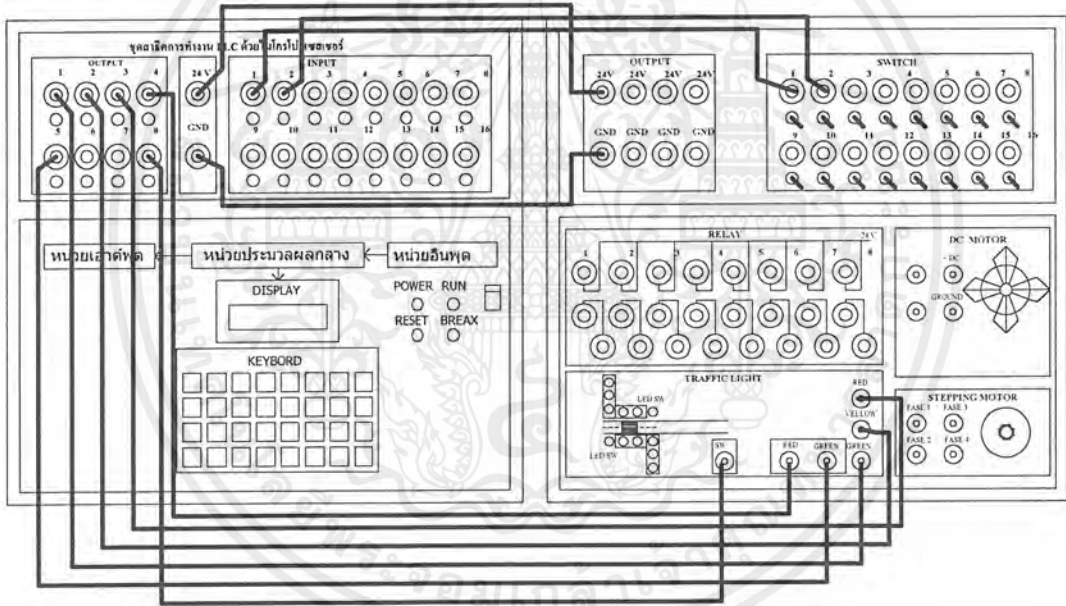 ชุดสาธิตการทำงาน PLC ด้วยไมโครโปรเซสเซอร์
OUTPUT
1 2 3 4
24 V
INPUT
1 2 3 4 5 6 7 8
5 6 7 8
GND
9 10 11 12 13 14 15 16
OUTPUT
24V 24V 24V 24V
GND GND GND GND
SWITCH
1 2 3 4 5 6 7 8
9 10 11 12 13 14 15 16
หน่วยเอาต์พุต
หน่วยประมวลผลกลาง
หน่วยอินพุต
DISPLAY
POWER RUN
RESET BREAX
KEYBORD
RELAY
24V
1 2 3 4 5 6 7 8
DC MOTOR
+ DC
GROUND
TRAFFIC LIGHT
LED SW
LED SW
SW
RED
GREEN
RED
YELLOW
GREEN
STEPPING MOTOR
FASE 1 FASE 3
FASE 2 FASE 4